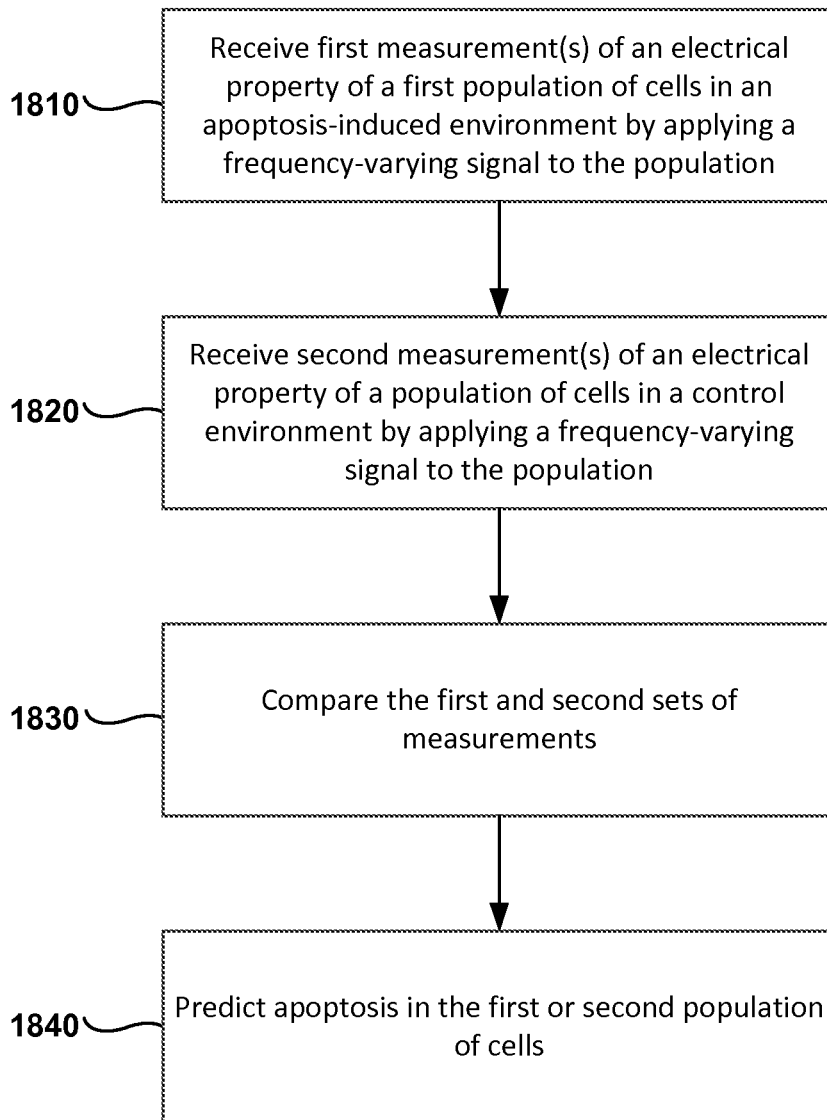 Receive first measurement(s) of an electrical
property of a first population of cells in an
1810
apoptosis-induced environment by applying a
frequency-varying signal to the population
Receive second measurement(s) of an electrical
property of a population of cells in a control
1820
environment by applying a frequency-varying
signal to the population
1830
Compare the first and second sets of
measurements
1840
Predict apoptosis in the first or second population
of cells